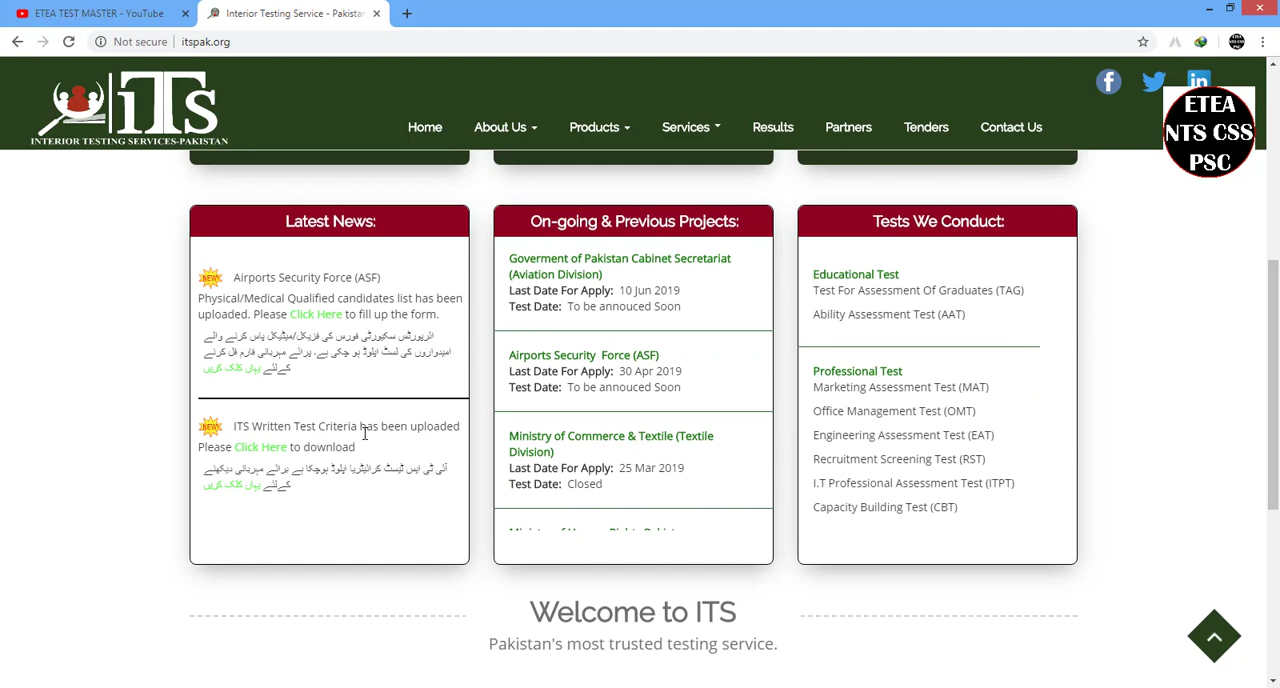 ETEA TEST MASTER - YouTube
Interior Testing Service - Pakistan
Not secure | itspak.org
iTs
INTERIOR TESTING SERVICES-PAKISTAN
Home
About Us
Products
Services
Results
Partners
Tenders
Contact Us
f
in
ETEA
NTS CSS
PSC
Latest News:
NEW! Airports Security Force (ASF)
Physical/Medical Qualified candidates list has been
uploaded. Please Click Here to fill up the form.
ائرپورٹس سکیورٹی فورس کی فزیکل/میڈیکل پاس کرنے والے
امیدواروں کی لسٹ اپلوڈ ہو چکی ہے. برائے مہربانی فارم فل کرنے
کےلئے یہاں کلک کریں
NEW! ITS Written Test Criteria has been uploaded
Please Click Here to download
آئی ٹی ایس ٹیسٹ کرائیٹریا اپلوڈ ہوچکا ہے برائے مہربانی دیکھنے
کےلئے یہاں کلک کریں
On-going & Previous Projects:
Goverment of Pakistan Cabinet Secretariat
(Aviation Division)
Last Date For Apply: 10 Jun 2019
Test Date: To be annouced Soon
Airports Security Force (ASF)
Last Date For Apply: 30 Apr 2019
Test Date: To be annouced Soon
Ministry of Commerce & Textile (Textile
Division)
Last Date For Apply: 25 Mar 2019
Test Date: Closed
Tests We Conduct:
Educational Test
Test For Assessment Of Graduates (TAG)
Ability Assessment Test (AAT)
Professional Test
Marketing Assessment Test (MAT)
Office Management Test (OMT)
Engineering Assessment Test (EAT)
Recruitment Screening Test (RST)
I.T Professional Assessment Test (ITPT)
Capacity Building Test (CBT)
Welcome to ITS
Pakistan's most trusted testing service.